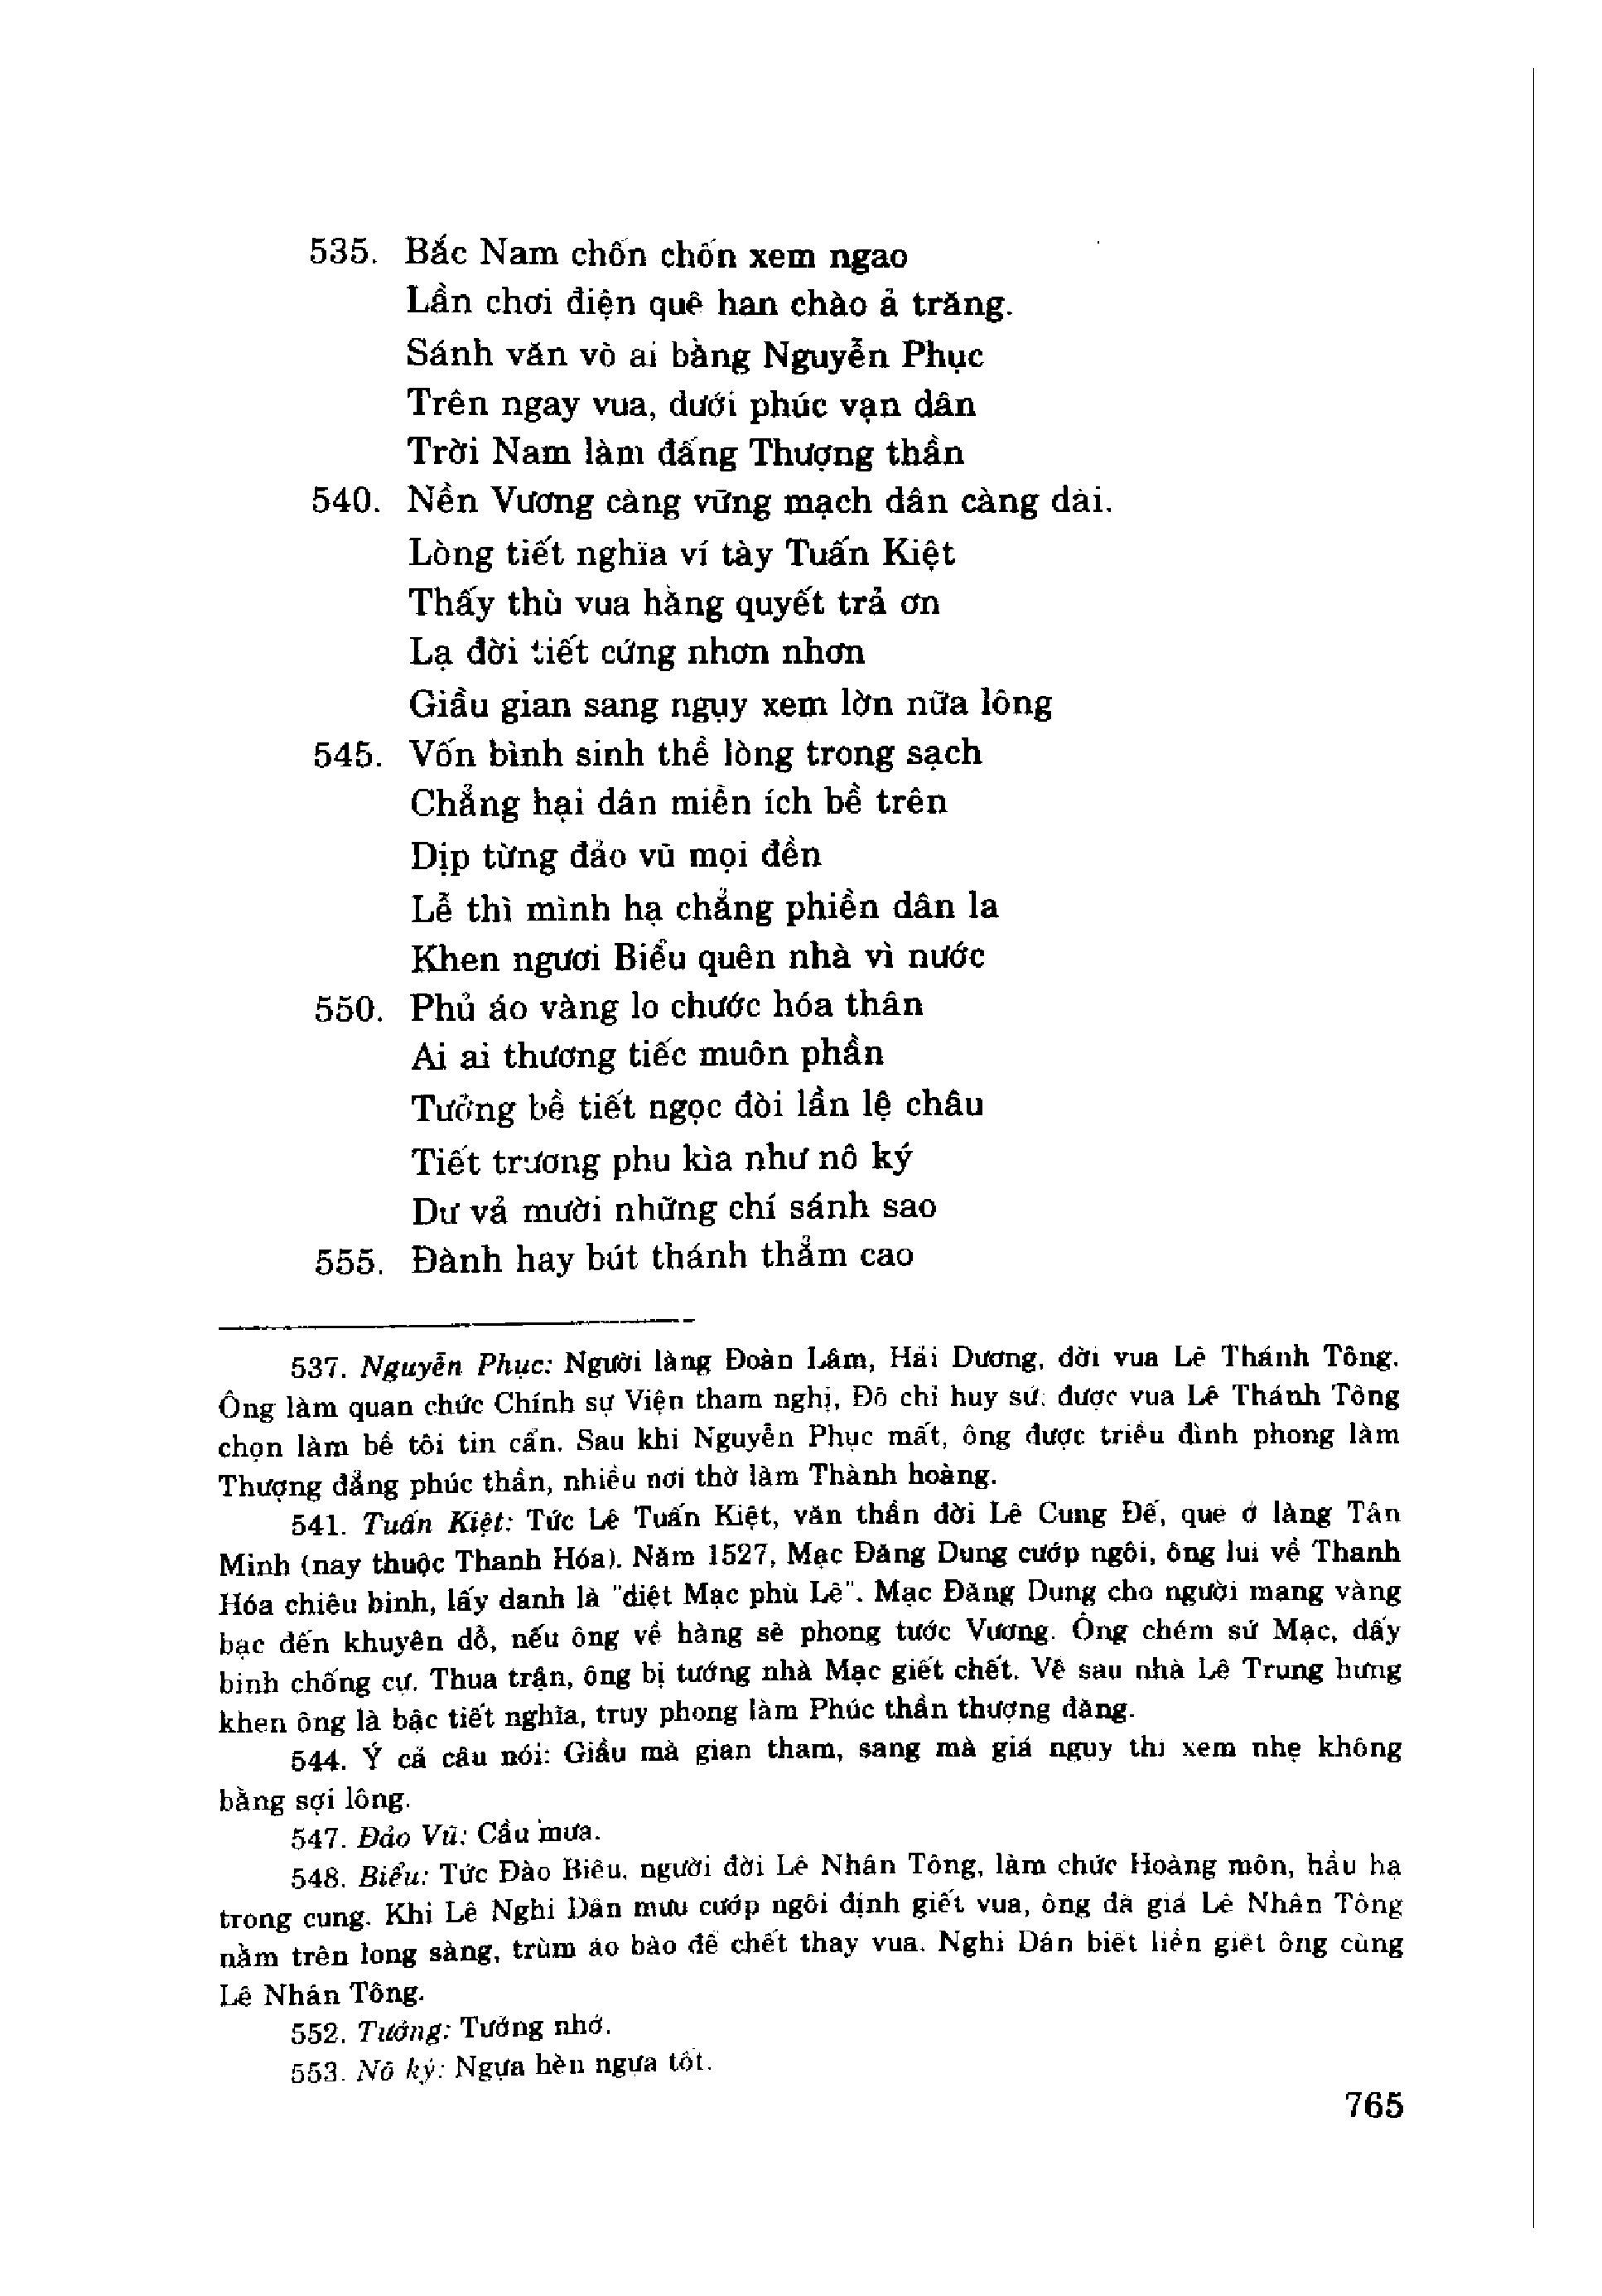 535. Bắc Nam chốn chốn xem ngao
Lần chơi điện quế han chào ả trăng.
Sánh văn võ ai bằng Nguyễn Phục
Trên ngay vua, dưới phúc vạn dân
Trời Nam làm đấng Thượng thần
540. Nền Vương càng vững mạch dân càng dài.
Lòng tiết nghĩa ví tày Tuấn Kiệt
Thấy thù vua hằng quyết trả ơn
Lạ đời tiết cứng nhơn nhơn
Giầu gian sang ngụy xem lờn nữa lông
545. Vốn bình sinh thề lòng trong sạch
Chẳng hại dân miễn ích bề trên
Dịp từng đảo vũ mọi đền
Lễ thì mình hạ chẳng phiền dân la
Khen ngươi Biểu quên nhà vì nước
550. Phủ áo vàng lo chước hóa thân
Ai ai thương tiếc muôn phần
Tưởng bề tiết ngọc đòi lần lệ châu
Tiết trương phu kìa như nô ký
Dư vả mười những chí sánh sao
555. Đành hay bút thánh thẳm cao
537. Nguyễn Phục: Người làng Đoàn Lâm, Hải Dương, đời vua Lê Thánh Tông.
Ông làm quan chức Chính sự Viện tham nghị, Đô chỉ huy sứ; được vua Lê Thánh Tông
chọn làm bề tôi tin cẩn. Sau khi Nguyễn Phục mất, ông được triều đình phong làm
Thượng đẳng phúc thần, nhiều nơi thờ làm Thành hoàng.
541. Tuấn Kiệt: Tức Lê Tuấn Kiệt, văn thần đời Lê Cung Đế, quê ở làng Tân
Minh (nay thuộc Thanh Hóa). Năm 1527, Mạc Đăng Dung cướp ngôi, ông lui về Thanh
Hóa chiêu binh, lấy danh là "diệt Mạc phù Lê". Mạc Đăng Dung cho người mang vàng
bạc đến khuyên dỗ, nếu ông về hàng sẽ phong tước Vương. Ông chém sứ Mạc, dấy
binh chống cự. Thua trận, ông bị tướng nhà Mạc giết chết. Về sau nhà Lê Trung hưng
khen ông là bậc tiết nghĩa, truy phong làm Phúc thần thượng đẳng.
544. Ý cả câu nói: Giầu mà gian tham, sang mà giả ngụy thì xem nhẹ không
bằng sợi lông.
547. Đảo Vũ: Cầu mưa.
548. Biểu: Tức Đào Biểu, người đời Lê Nhân Tông, làm chức Hoàng môn, hầu hạ
trong cung. Khi Lê Nghi Dân mưu cướp ngôi định giết vua, ông đã giả Lê Nhân Tông
nằm trên long sàng, trùm áo bào để chết thay vua. Nghi Dân biết liền giết ông cùng
Lê Nhân Tông.
552. Tưởng: Tưởng nhớ.
553. Nô ký: Ngựa hèn ngựa tốt.
765